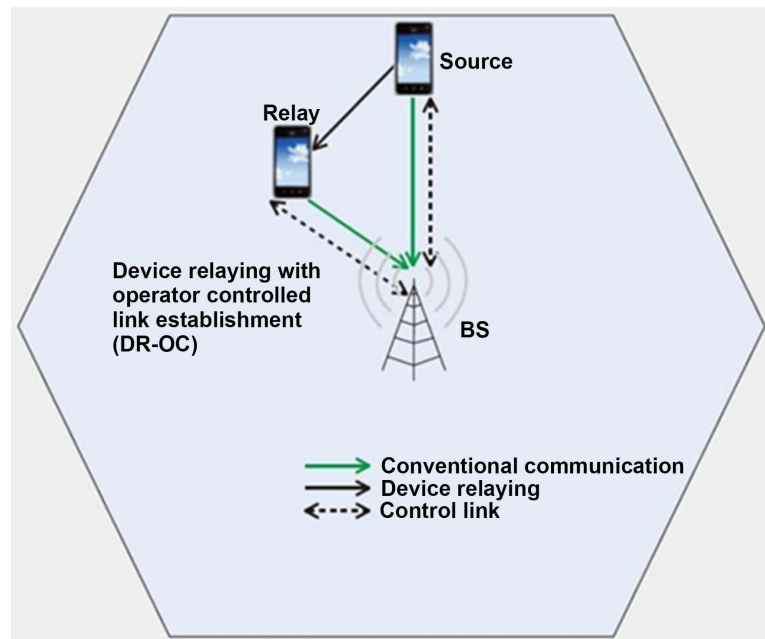 Source
Relay
Device relaying with
operator controlled
link establishment
(DR-OC)
BS
Conventional communication
Device relaying
Control link